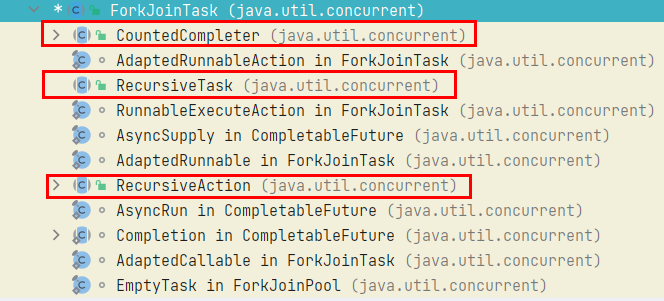 * ForkJoinTask (java.util.concurrent)
CountedCompleter (java.util.concurrent)
AdaptedRunnableAction in ForkJoinTask (java.util.concurrent)
RecursiveTask (java.util.concurrent)
RunnableExecuteAction in ForkJoinTask (java.util.concurrent)
AsyncSupply in CompletableFuture (java.util.concurrent)
AdaptedRunnable in ForkJoinTask (java.util.concurrent)
RecursiveAction (java.util.concurrent)
AsyncRun in CompletableFuture (java.util.concurrent)
Completion in CompletableFuture (java.util.concurrent)
AdaptedCallable in ForkJoinTask (java.util.concurrent)
EmptyTask in ForkJoinPool (java.util.concurrent)